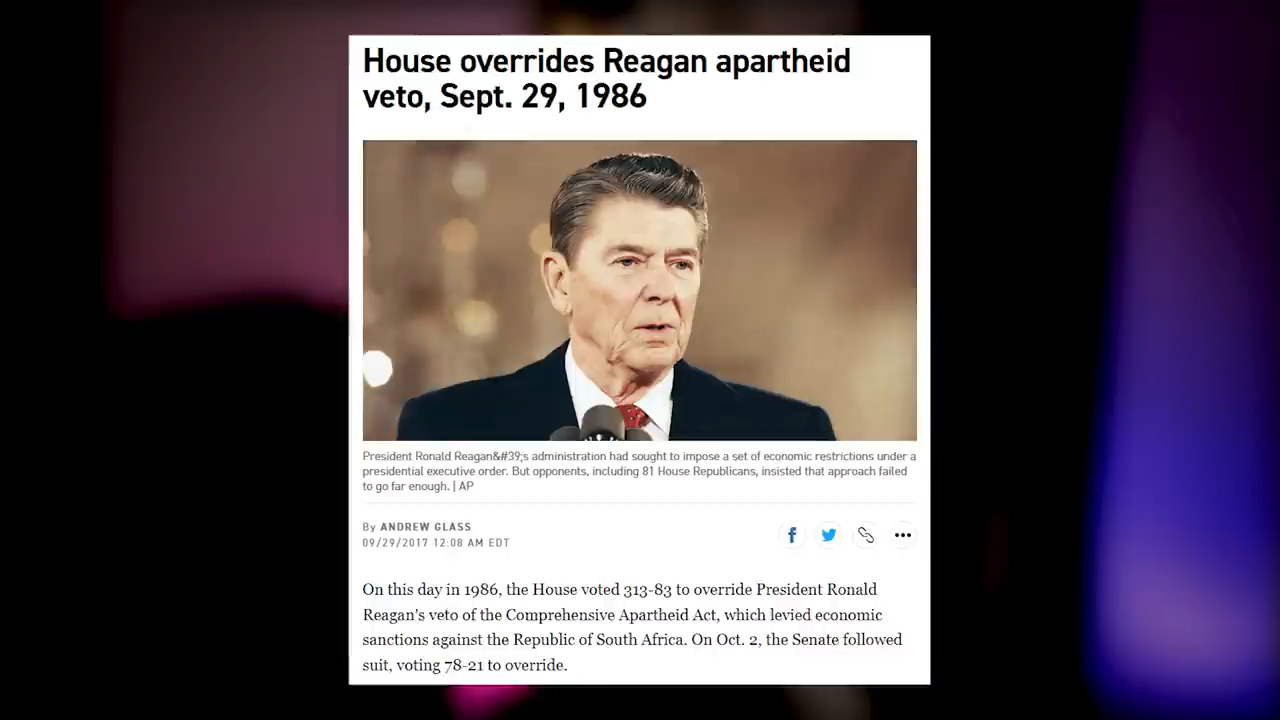 House overrides Reagan apartheid
veto, Sept. 29, 1986
President Ronald Reagan&#39;s administration had sought to impose a set of economic restrictions under a
presidential executive order. But opponents, including 81 House Republicans, insisted that approach failed
to go far enough. | AP
By ANDREW GLASS
09/29/2017 12:08 AM EDT
On this day in 1986, the House voted 313-83 to override President Ronald
Reagan's veto of the Comprehensive Apartheid Act, which levied economic
sanctions against the Republic of South Africa. On Oct. 2, the Senate followed
suit, voting 78-21 to override.